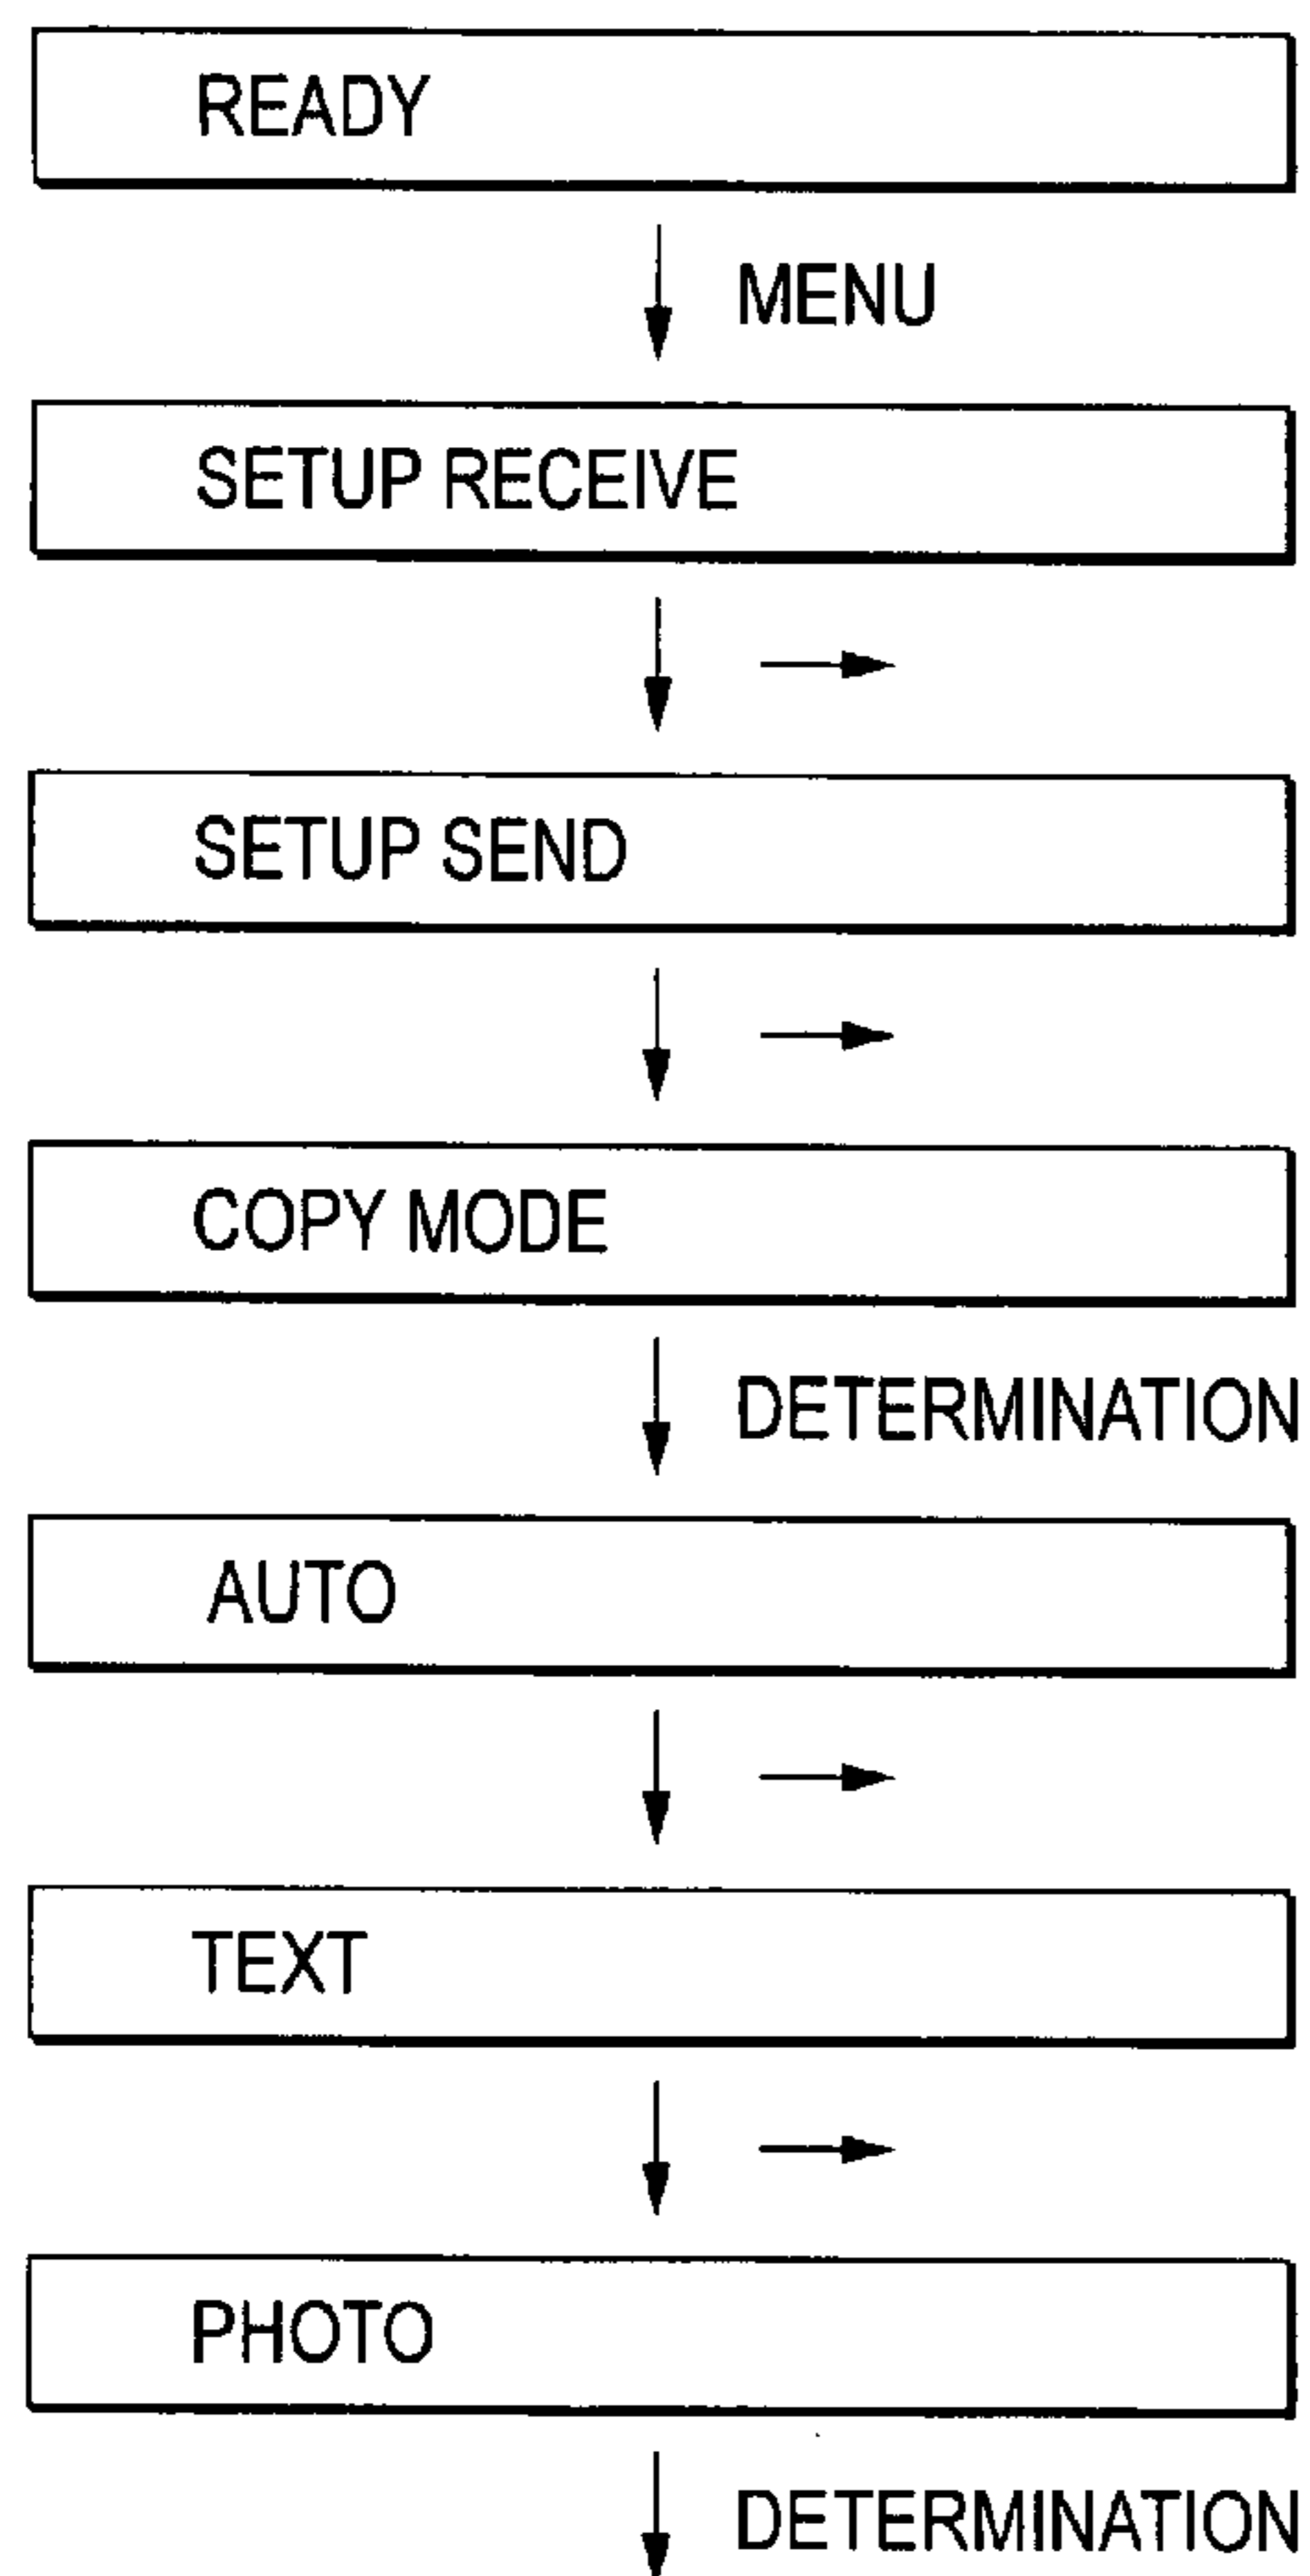 READY
MENU
SETUP RECEIVE
SETUP SEND
COPY MODE
DETERMINATION
AUTO
TEXT
PHOTO
DETERMINATION